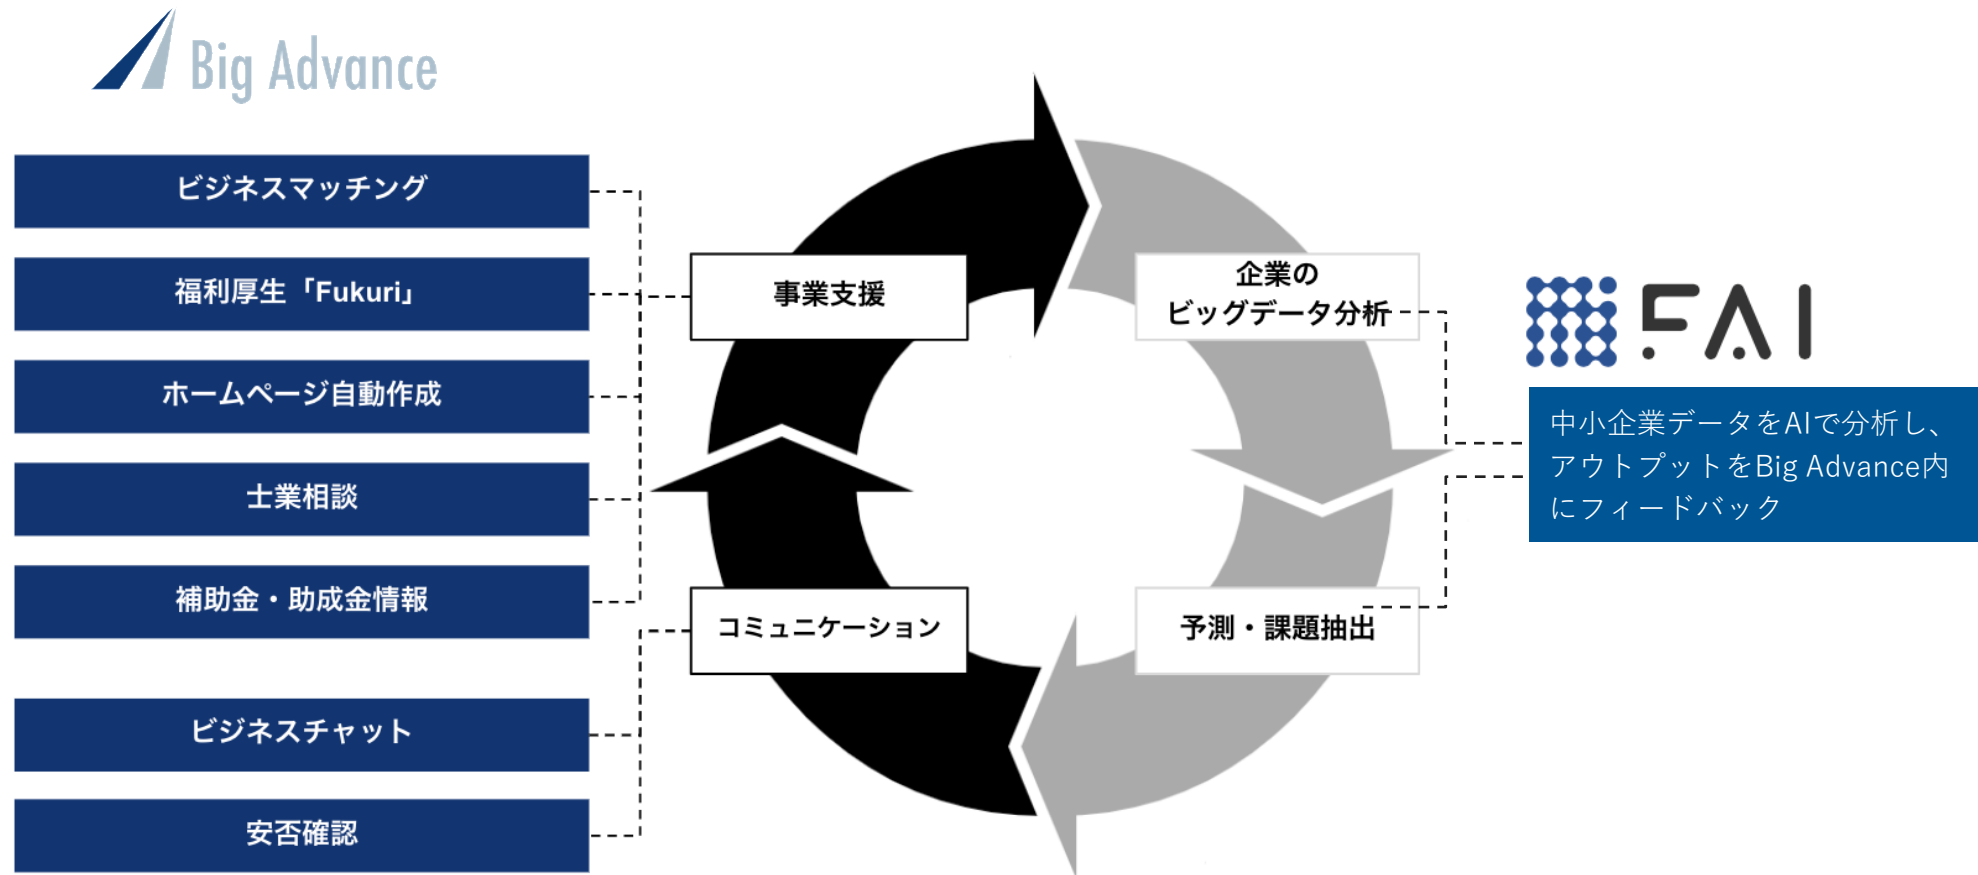 Big Advance
ビジネスマッチング
福利厚生「Fukuri」
ホームページ自動作成
士業相談
補助金・助成金情報
ビジネスチャット
安否確認
事業支援
コミュニケーション
企業の
ビッグデータ分析
予測・課題抽出
FAI
中小企業データをAIで分析し、
アウトプットをBig Advance内
にフィードバック